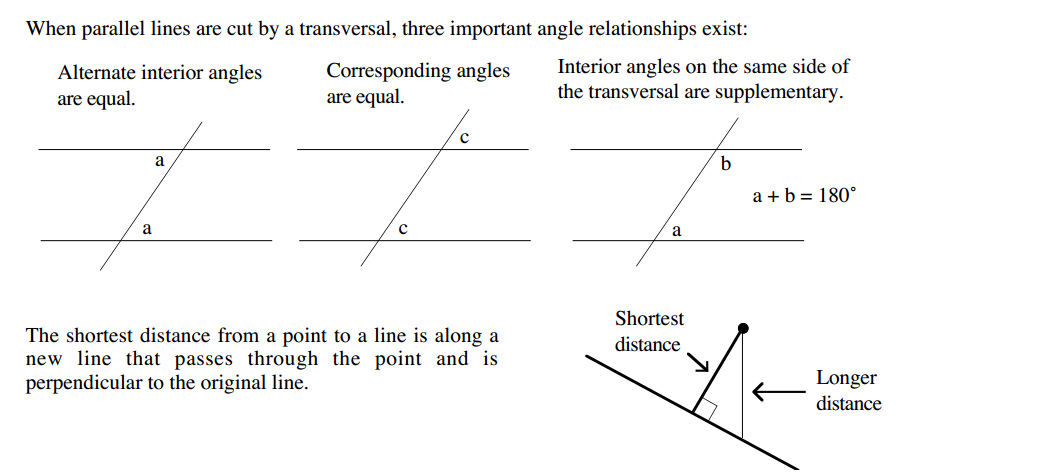 When parallel lines are cut by a transversal, three important angle relationships exist:
Alternate interior angles
are equal.
Corresponding angles
are equal.
Interior angles on the same side of
the transversal are supplementary.
a
a
c
c
b
a + b = 180°
a
The shortest distance from a point to a line is along a
new line that passes through the point and is
perpendicular to the original line.
Shortest
distance
Longer
distance